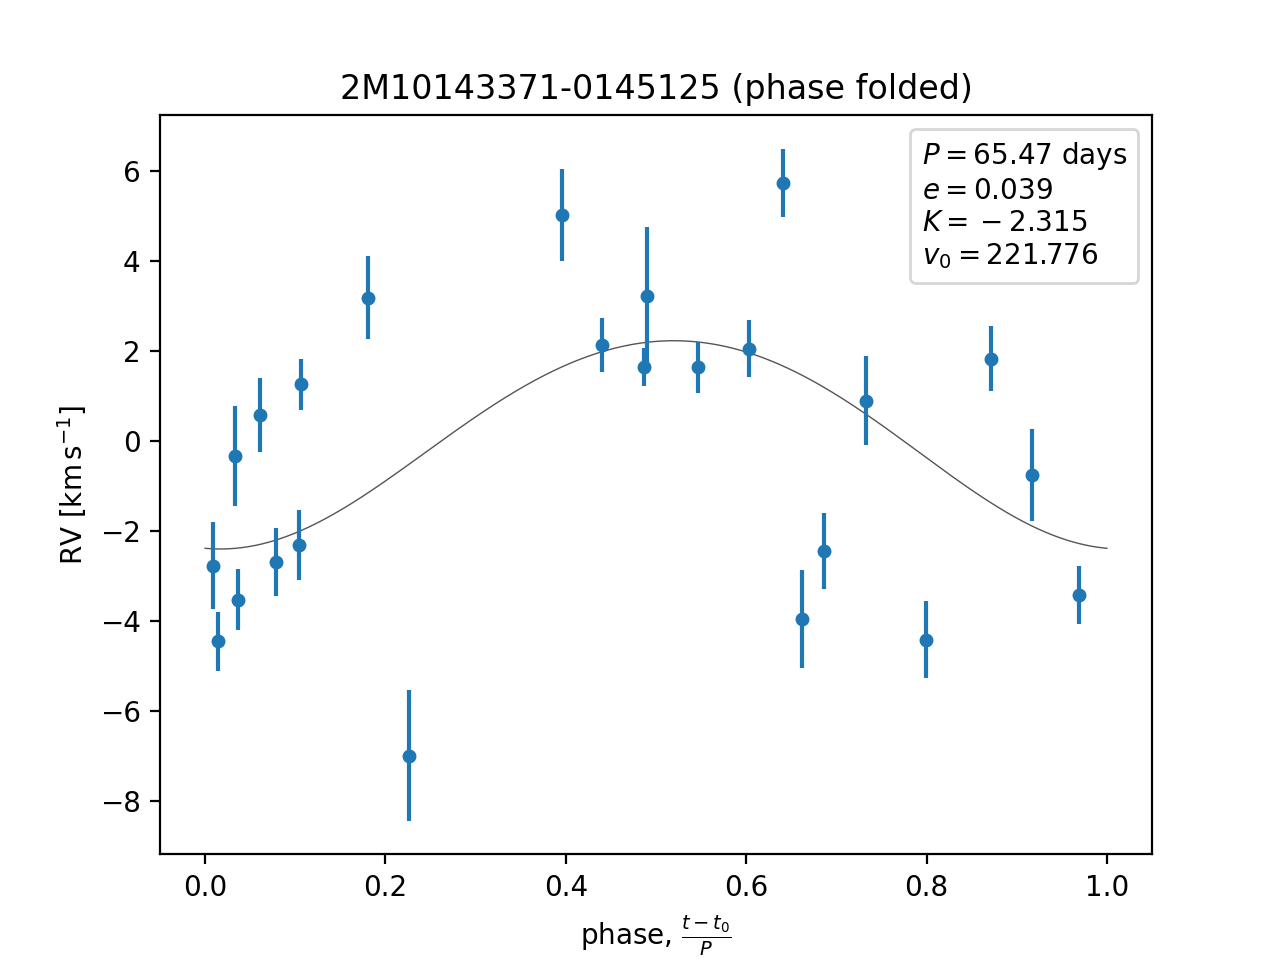 2M10143371-0145125 (phase folded)
P = 65.47 days
e = 0.039
K = −2.315
v₀ = 221.776
RV [km s⁻¹]
6
4
2
0
−2
−4
−6
−8
0.0 0.2 0.4 0.6 0.8 1.0
phase, (t − t₀)/P